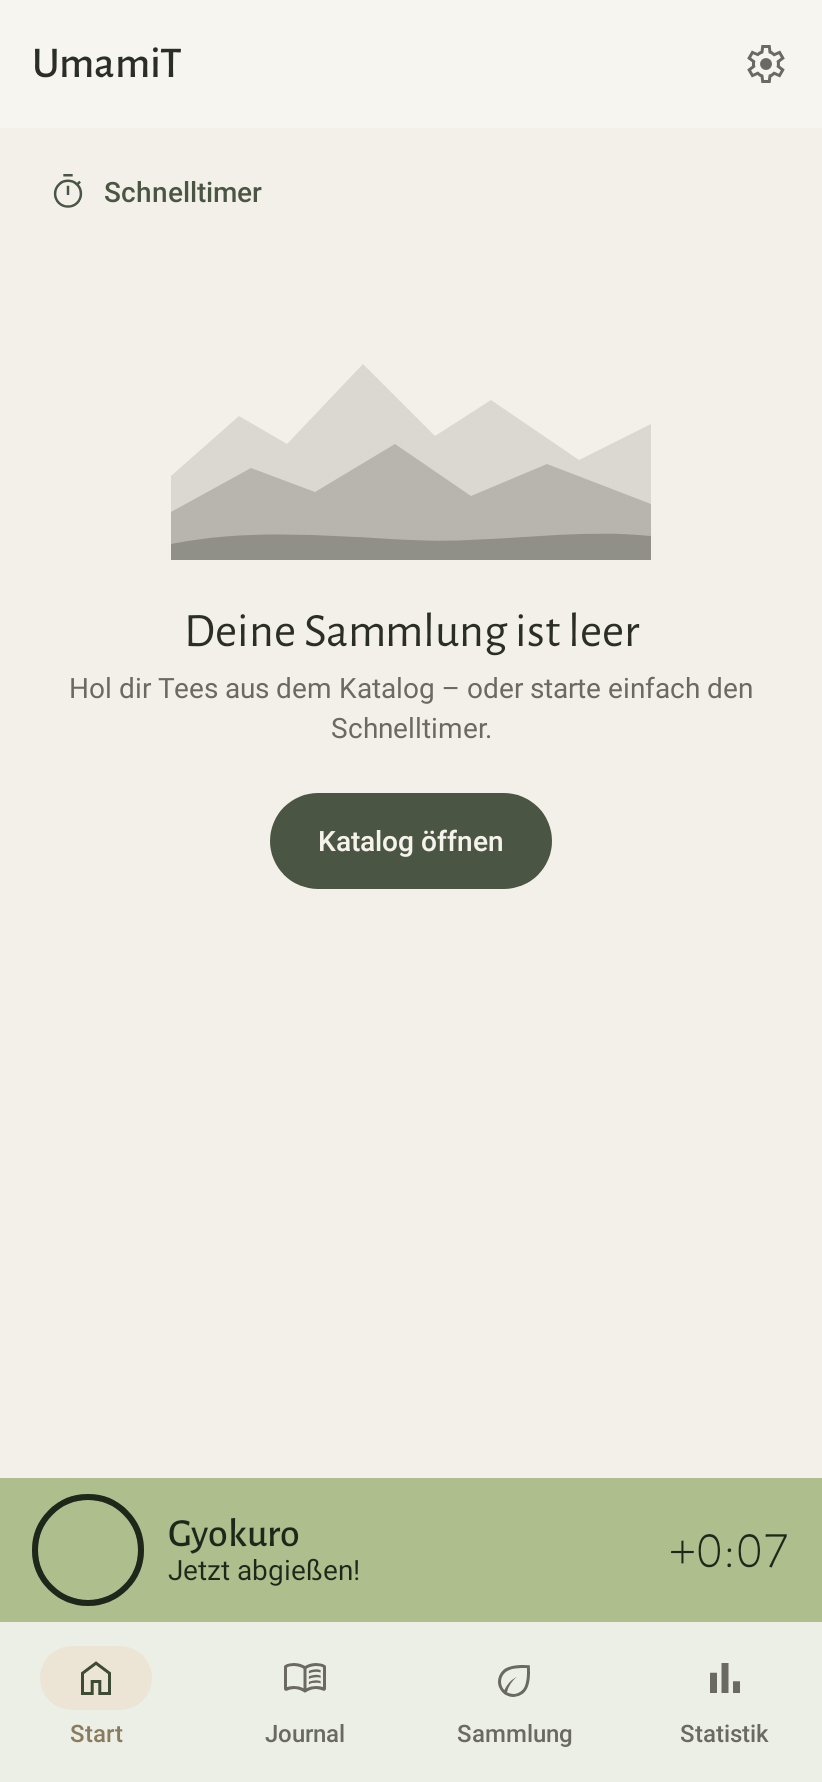 UmamiT
Schnelltimer
Deine Sammlung ist leer
Hol dir Tees aus dem Katalog – oder starte einfach den
Schnelltimer.
Katalog öffnen
Gyokuro
Jetzt abgießen!
+0:07
Start
Journal
Sammlung
Statistik